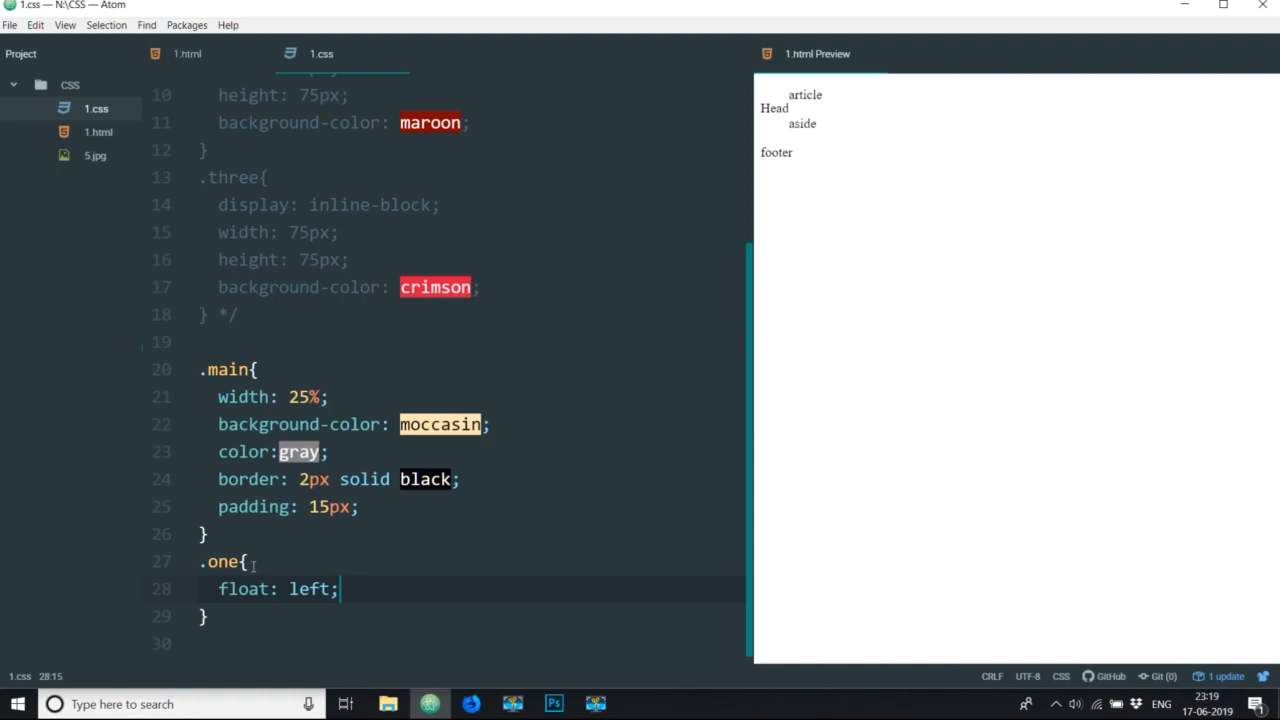 1.css — N:\CSS — Atom
File Edit View Selection Find Packages Help
Project
1.html
1.css
1.html Preview
CSS
1.css
1.html
5.jpg
10 height: 75px;
11 background-color: maroon;
12 }
13 .three{
14 display: inline-block;
15 width: 75px;
16 height: 75px;
17 background-color: crimson;
18 } */
19
20 .main{
21 width: 25%;
22 background-color: moccasin;
23 color:gray;
24 border: 2px solid black;
25 padding: 15px;
26 }
27 .one{
28 float: left;
29 }
30
article
Head
aside
footer
1.css 28:15
CRLF UTF-8 CSS GitHub Git (0) 1 update
Type here to search
Ps
ENG
23:19
17-06-2019
1